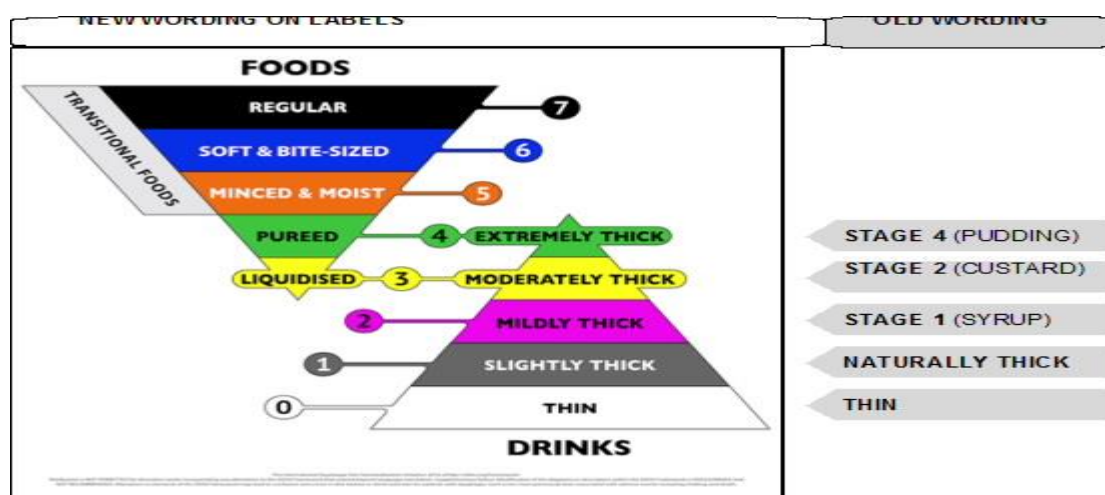 NEW WORDING ON LABELS
OLD WORDING
FOODS
TRANSITIONAL FOODS
REGULAR
7
SOFT & BITE-SIZED
6
MINCED & MOIST
5
PUREED
4
EXTREMELY THICK
STAGE 4 (PUDDING)
LIQUIDISED
3
MODERATELY THICK
STAGE 2 (CUSTARD)
2
MILDLY THICK
STAGE 1 (SYRUP)
1
SLIGHTLY THICK
NATURALLY THICK
0
THIN
THIN
DRINKS